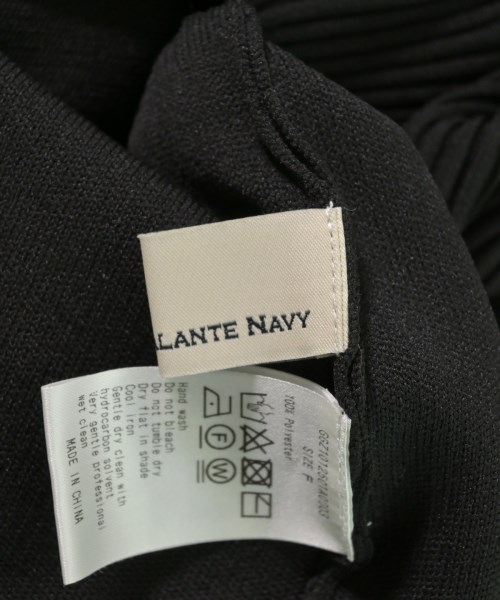 LANTE NAVY
100% Polyester
SIZE F
Hand wash
Do not bleach
Do not tumble dry
Dry flat in shade
Cool iron
Gentle dry clean with
hydrocarbon solvent
Very gentle professional
wet clean
MADE IN CHINA
F
W